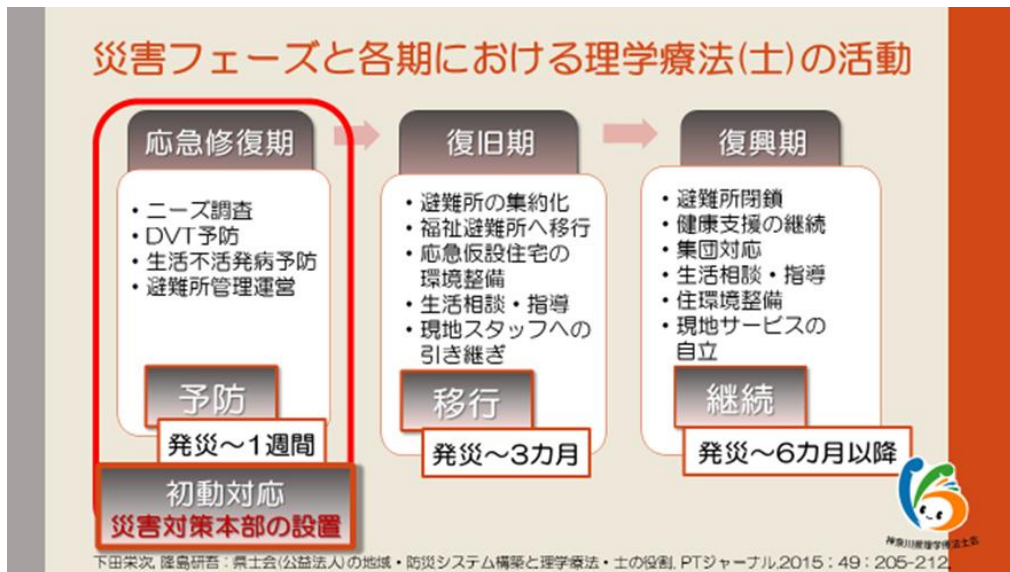 災害フェーズと各期における理学療法(士)の活動
応急修復期
・ニーズ調査
・DVT予防
・生活不活発病予防
・避難所管理運営
予防
発災～1週間
初動対応
災害対策本部の設置
復旧期
・避難所の集約化
・福祉避難所へ移行
・応急仮設住宅の
環境整備
・生活相談・指導
・現地スタッフへの
引き継ぎ
移行
発災～3カ月
復興期
・避難所閉鎖
・健康支援の継続
・集団対応
・生活相談・指導
・住環境整備
・現地サービスの
自立
継続
発災～6カ月以降
神奈川県理学療法士会
下田栄次, 隆島研吾：県士会(公益法人)の地域・防災システム構築と理学療法・士の役割, PTジャーナル,2015：49：205-212,